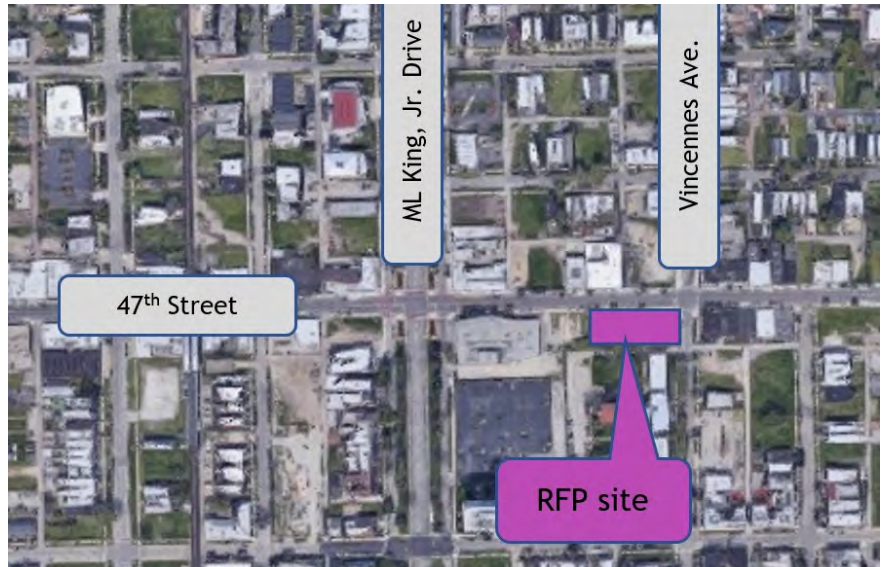 ML King, Jr. Drive
Vincennes Ave.
47th Street
RFP site